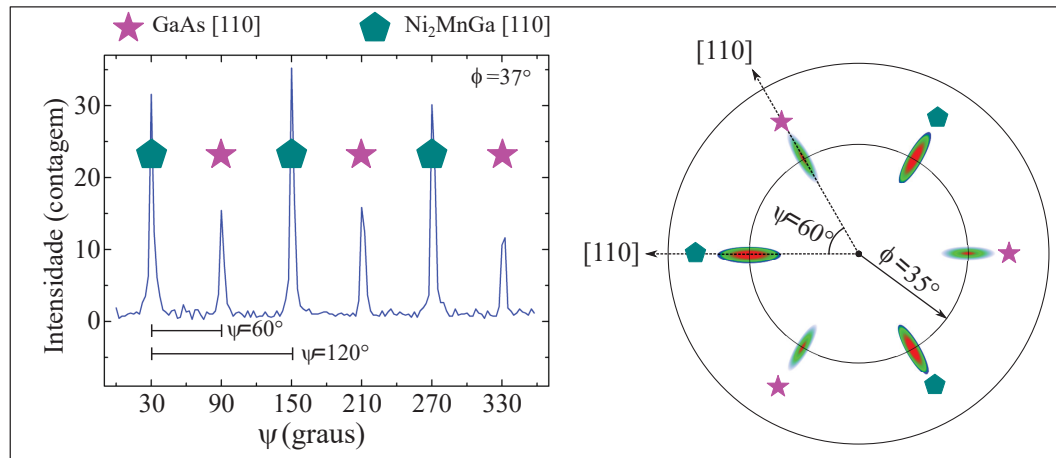 GaAs [110]
Ni₂MnGa [110]
ϕ=37°
Intensidade (contagem)
30
20
10
0
ψ=60°
ψ=120°
30 90 150 210 270 330
ψ (graus)
[110]
[110]
ψ=60°
ϕ=35°